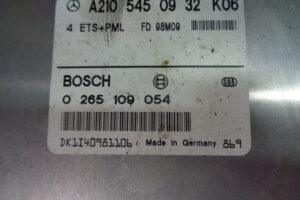 A210 545 09 32 K06
4 ETS+PML FD 98M09
BOSCH
0 265 109 054
DK1I40981106 Made in Germany 869